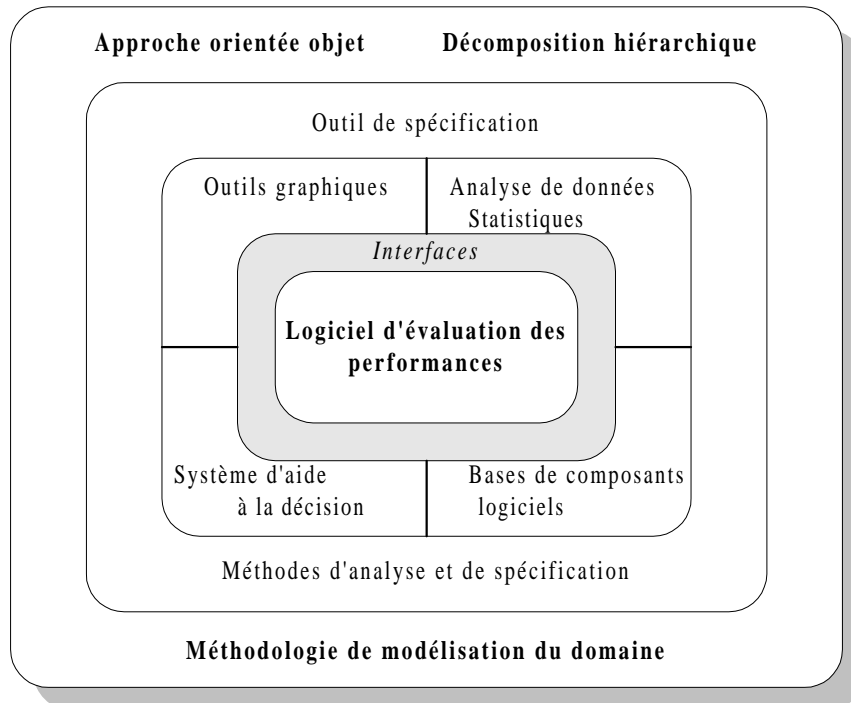 Approche orientée objet
Décomposition hiérarchique
Outil de spécification
Outils graphiques
Analyse de données
Statistiques
Interfaces
Logiciel d'évaluation des
performances
Système d'aide
à la décision
Bases de composants
logiciels
Méthodes d'analyse et de spécification
Méthodologie de modélisation du domaine